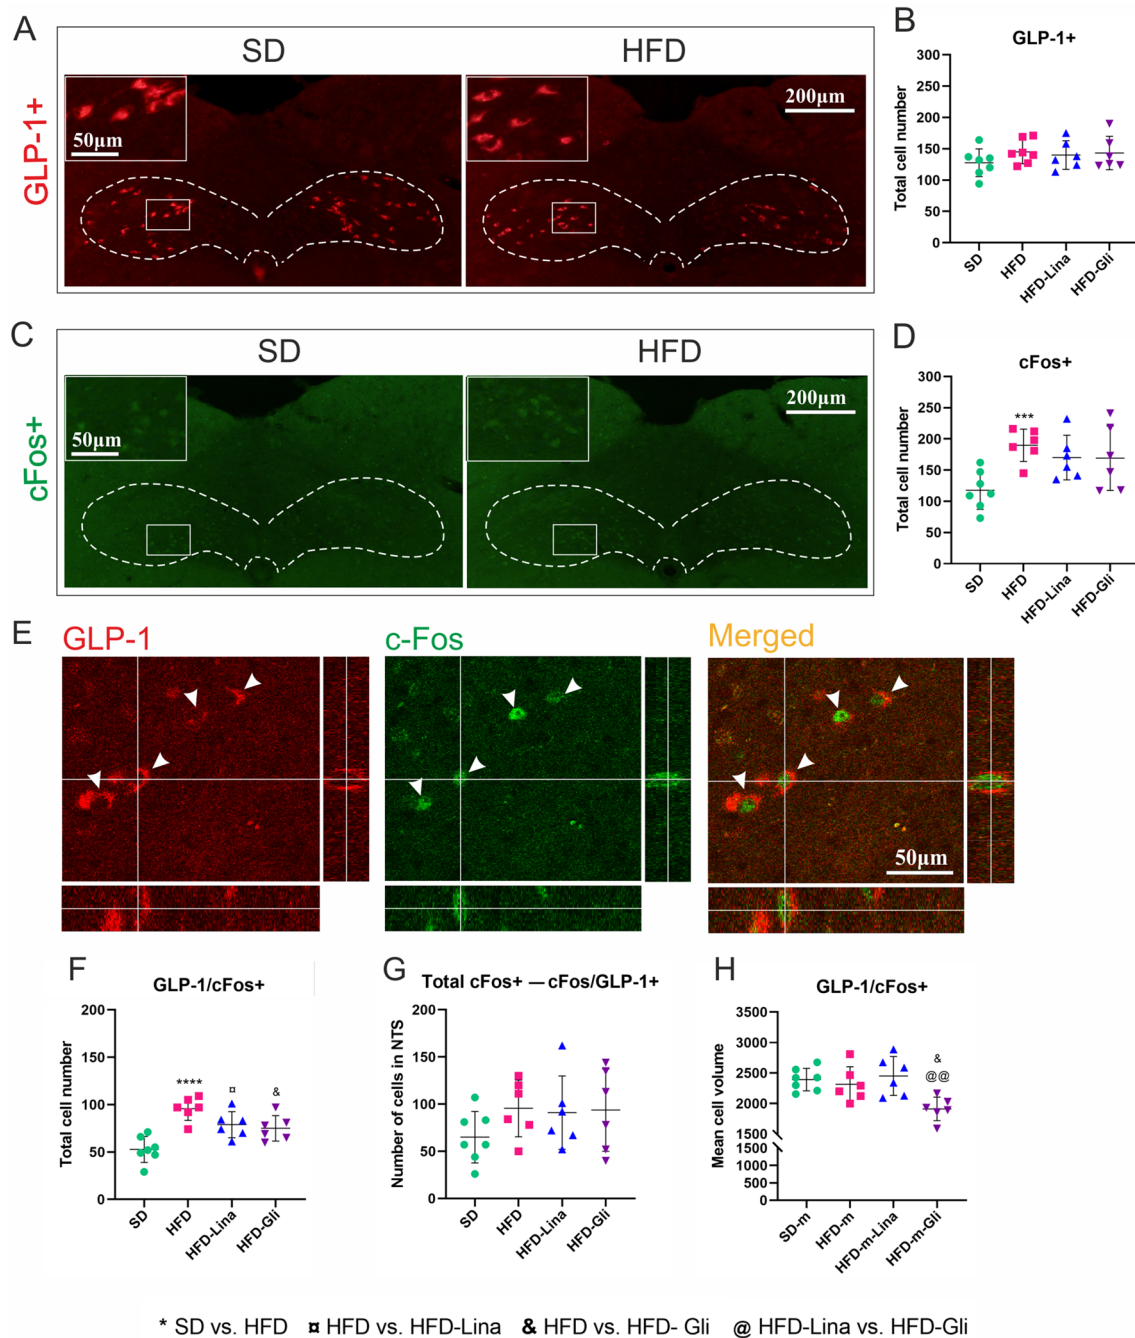 A
SD
HFD
GLP-1+
50µm
200µm
B
GLP-1+
Total cell number
300
250
200
150
100
50
0
SD
HFD
HFD-Lina
HFD-Gli
C
SD
HFD
cFos+
50µm
200µm
D
cFos+
Total cell number
300
250
200
150
100
50
0
***
SD
HFD
HFD-Lina
HFD-Gli
E
GLP-1
c-Fos
Merged
50µm
F
GLP-1/cFos+
Total cell number
200
150
100
50
0
****
¤
&
SD
HFD
HFD-Lina
HFD-Gli
G
Total cFos+ — cFos/GLP-1+
Number of cells in NTS
200
150
100
50
0
SD
HFD
HFD-Lina
HFD-Gli
H
GLP-1/cFos+
Mean cell volume
3500
3000
2500
2000
1500
1500
1000
500
0
&
@@
SD-m
HFD-m
HFD-m-Lina
HFD-m-Gli
* SD vs. HFD ¤ HFD vs. HFD-Lina & HFD vs. HFD- Gli @ HFD-Lina vs. HFD-Gli